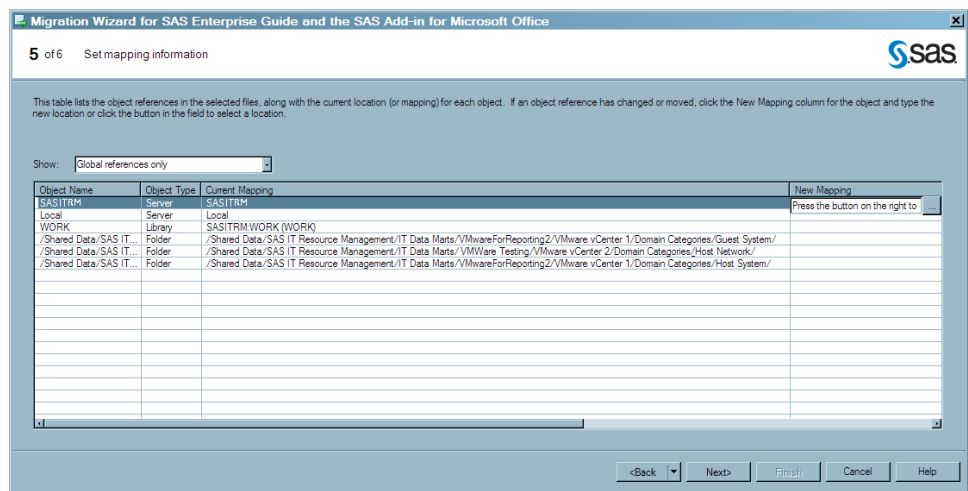 Migration Wizard for SAS Enterprise Guide and the SAS Add-in for Microsoft Office
5 of 6 Set mapping information
sas
This table lists the object references in the selected files, along with the current location (or mapping) for each object. If an object reference has changed or moved, click the New Mapping column for the object and type the
new location or click the button in the field to select a location.
Show: Global references only
Object Name Object Type Current Mapping New Mapping
SASITRM Server SASITRM Press the button on the right to ...
Local Server Local
WORK Library SASITRM:WORK (WORK)
/Shared Data/SAS IT... Folder /Shared Data/SAS IT Resource Management/IT Data Marts/VMwareForReporting2/VMware vCenter 1/Domain Categories/Guest System/
/Shared Data/SAS IT... Folder /Shared Data/SAS IT Resource Management/IT Data Marts/VMWare Testing/VMware vCenter 2/Domain Categories/Host Network/
/Shared Data/SAS IT... Folder /Shared Data/SAS IT Resource Management/IT Data Marts/VMwareForReporting2/VMware vCenter 1/Domain Categories/Host System/
<Back Next> Finish Cancel Help